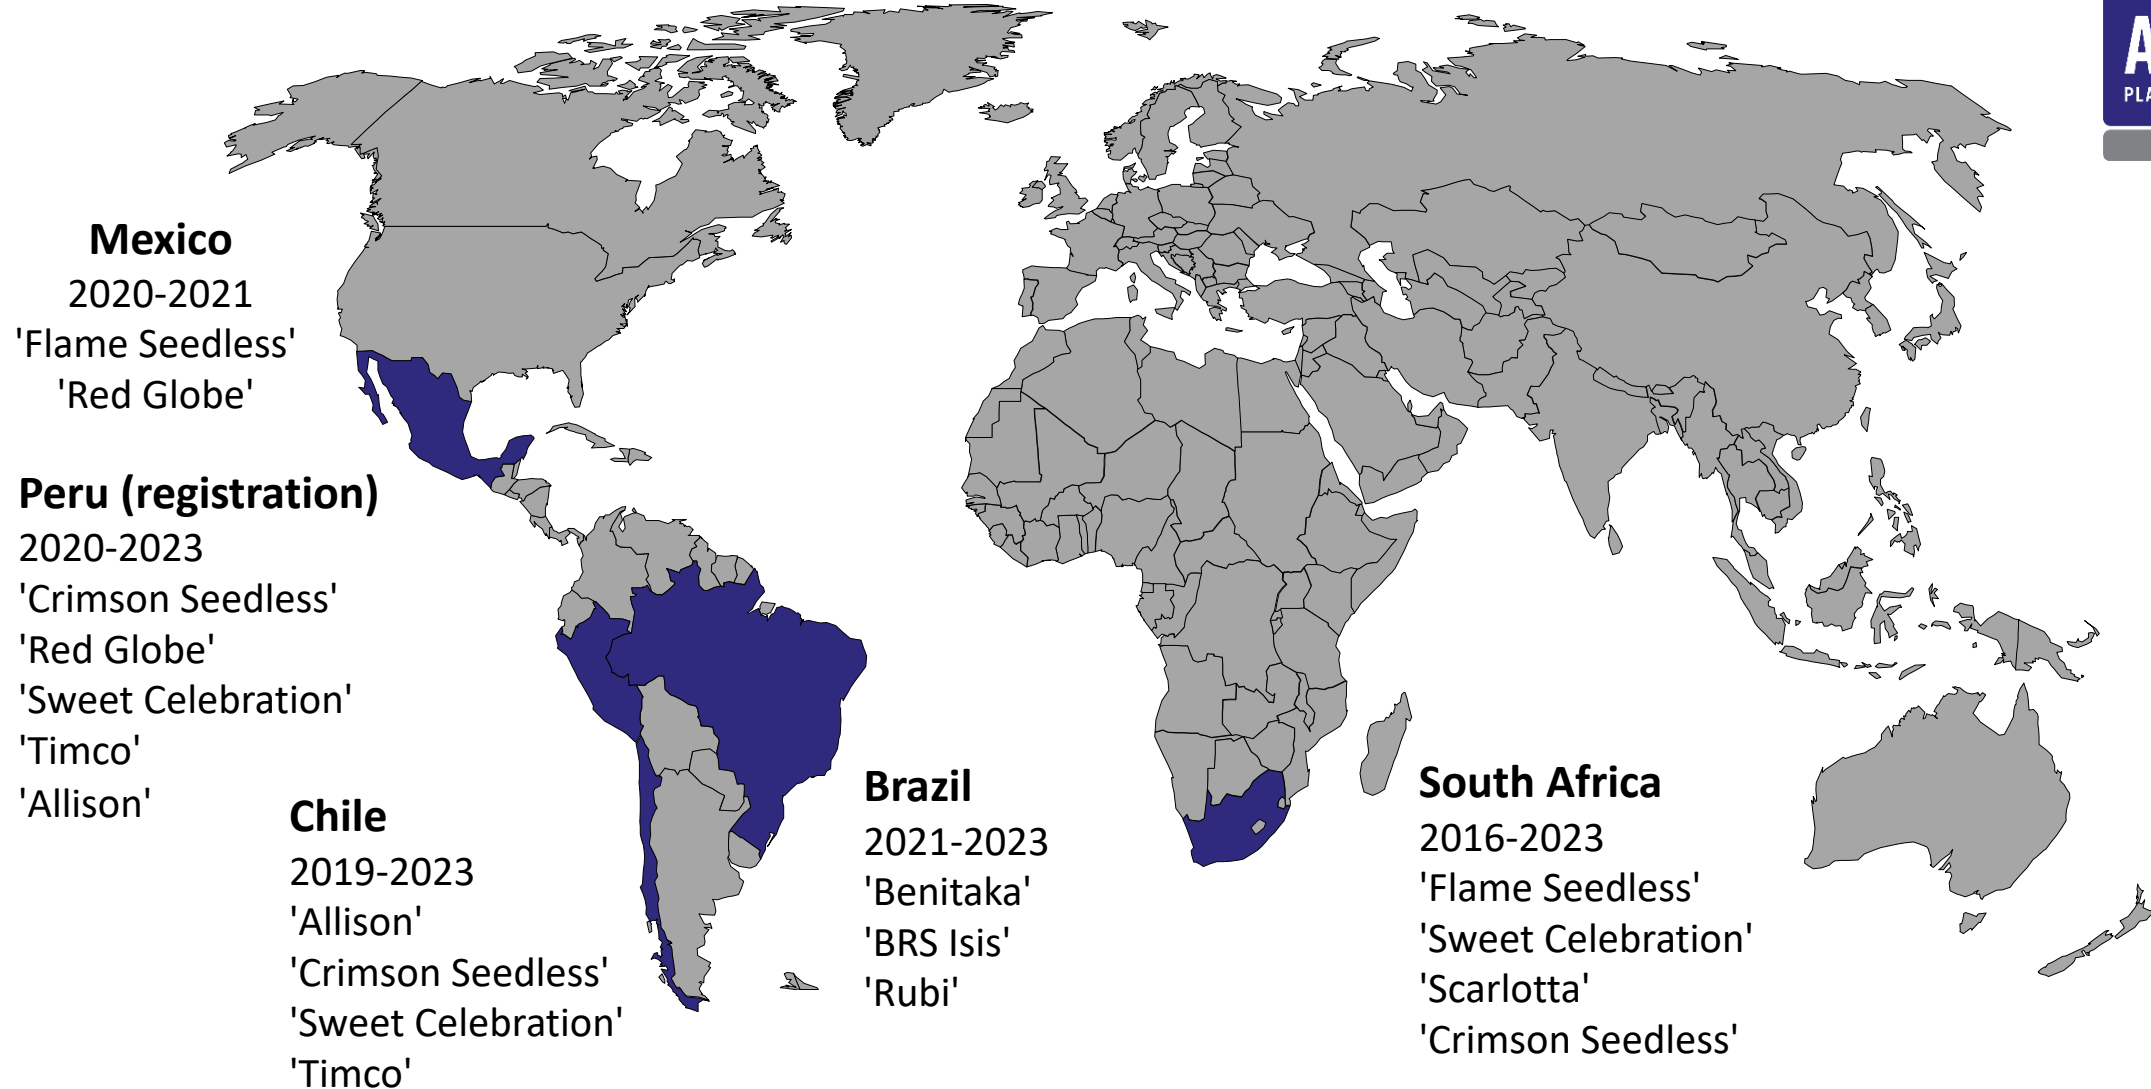 Mexico
2020-2021
'Flame Seedless'
'Red Globe'
Peru (registration)
2020-2023
'Crimson Seedless'
'Red Globe'
'Sweet Celebration'
'Timco'
'Allison'
Chile
2019-2023
'Allison'
'Crimson Seedless'
'Sweet Celebration'
'Timco'
Brazil
2021-2023
'Benitaka'
'BRS Isis'
'Rubi'
South Africa
2016-2023
'Flame Seedless'
'Sweet Celebration'
'Scarlotta'
'Crimson Seedless'